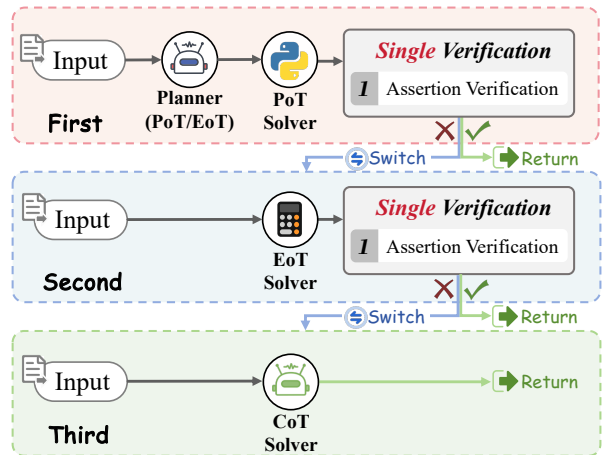 Input
Planner
(PoT/EoT)
PoT
Solver
Single Verification
1 Assertion Verification
First
Switch
Return
Input
EoT
Solver
Single Verification
1 Assertion Verification
Second
Switch
Return
Input
CoT
Solver
Return
Third